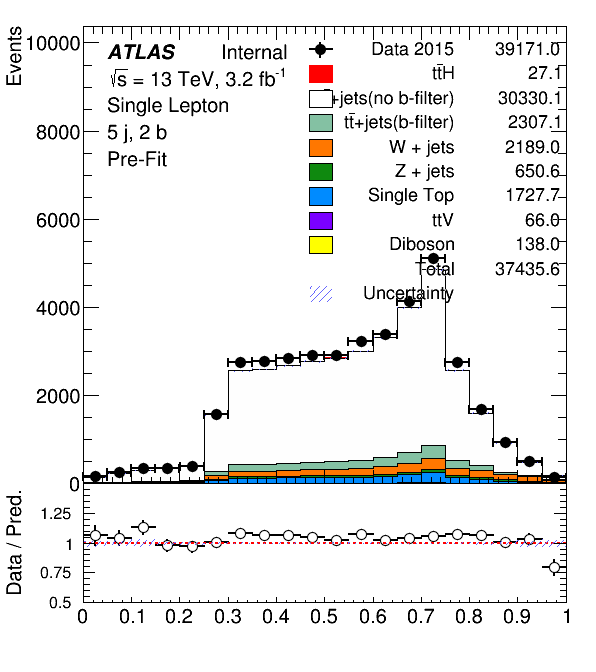 Events
10000
8000
6000
4000
2000
0
ATLAS Internal
√s = 13 TeV, 3.2 fb-1
Single Lepton
5 j, 2 b
Pre-Fit
Data 2015 39171.0
tt̄H 27.1
+jets(no b-filter) 30330.1
tt̄+jets(b-filter) 2307.1
W + jets 2189.0
Z + jets 650.6
Single Top 1727.7
ttV 66.0
Diboson 138.0
Total 37435.6
Uncertainty
Data / Pred.
1.25
1
0.75
0.5
0 0.1 0.2 0.3 0.4 0.5 0.6 0.7 0.8 0.9 1